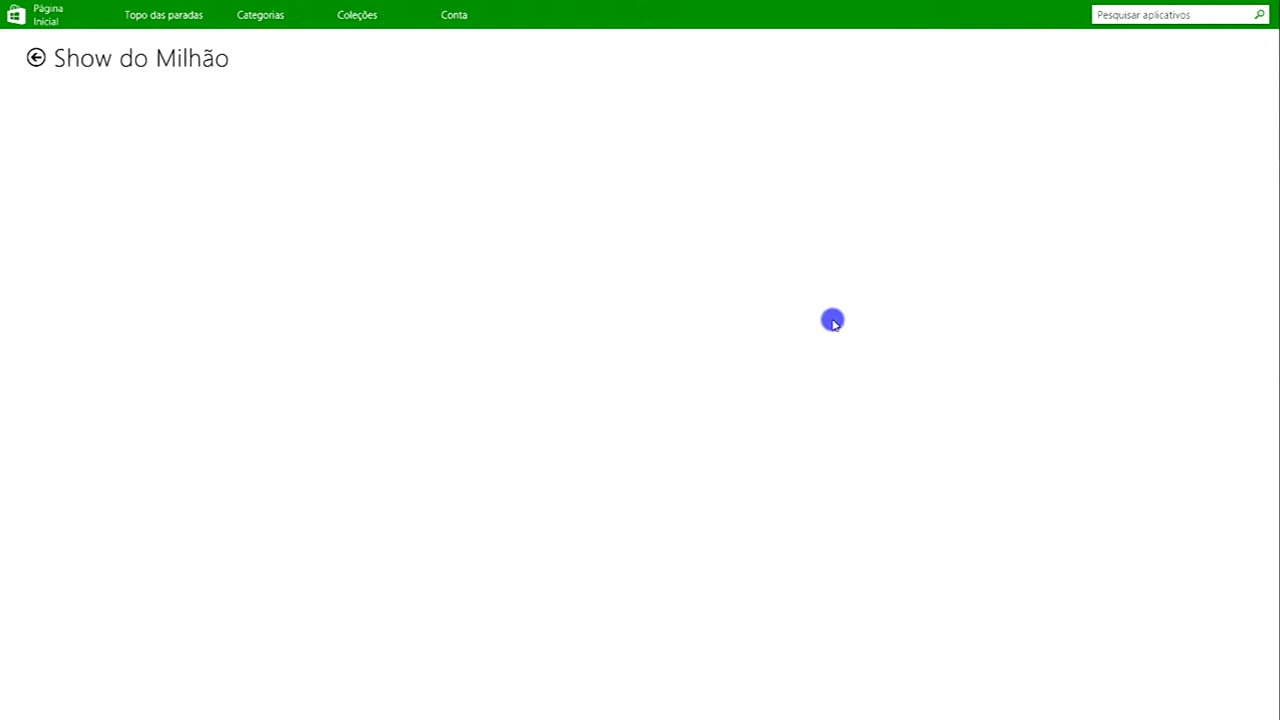 Página
Inicial
Topo das paradas
Categorias
Coleções
Conta
Pesquisar aplicativos
Show do Milhão